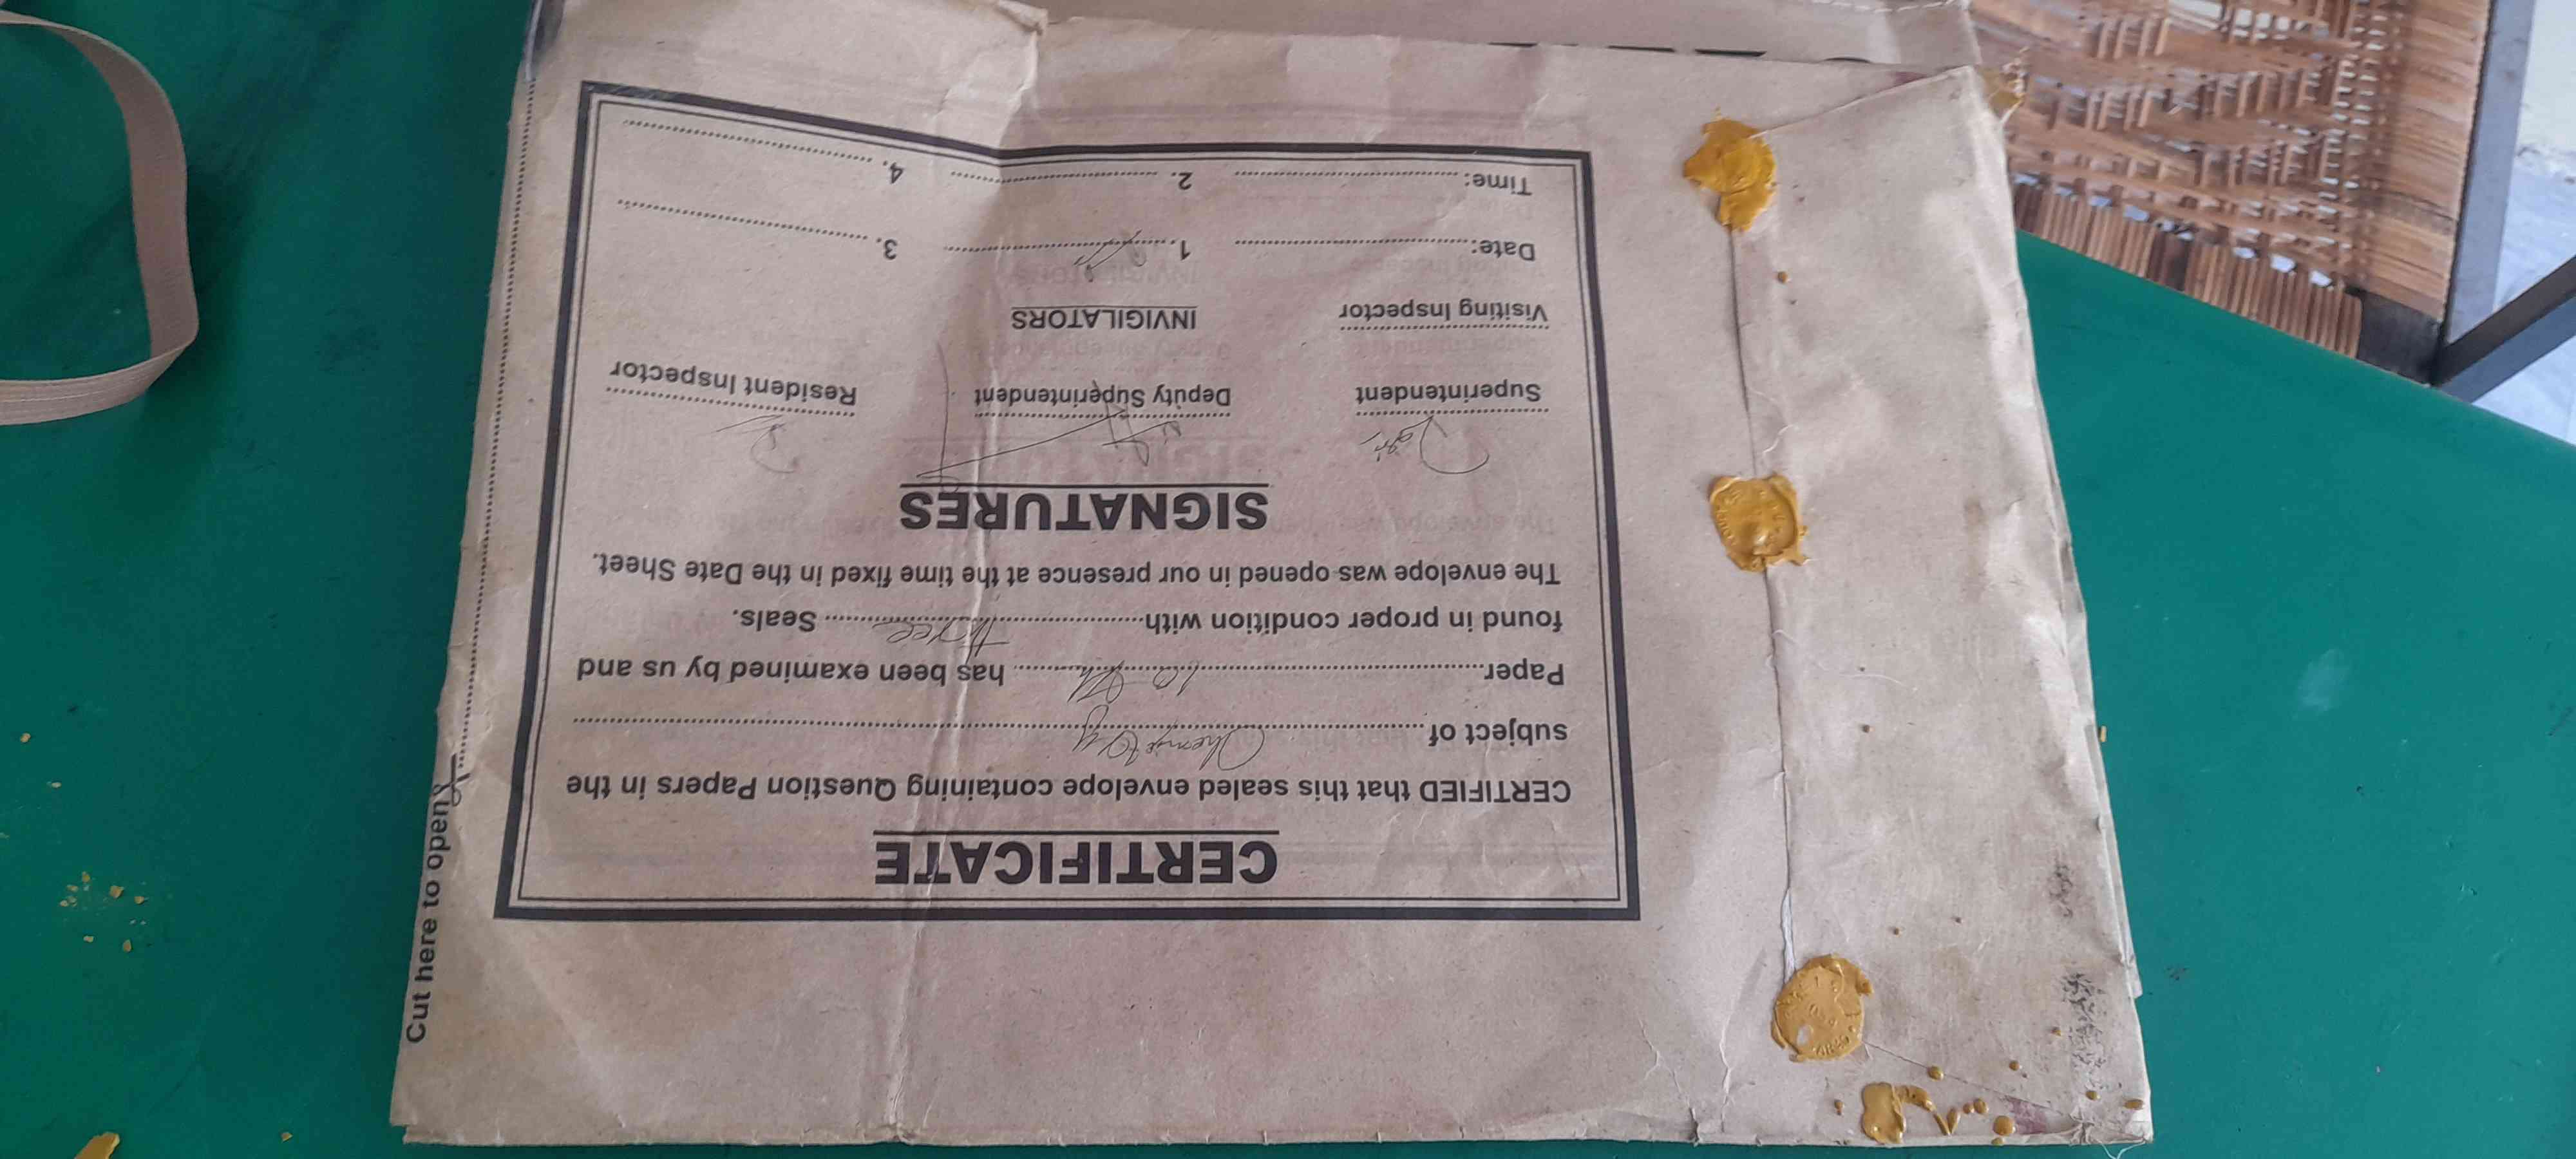 CERTIFICATE
CERTIFIED that this sealed envelope containing Question Papers in the
subject of Chemistry
Paper 10th has been examined by us and
found in proper condition with three Seals.
The envelope was opened in our presence at the time fixed in the Date Sheet.
SIGNATURES
Superintendent Deputy Superintendent Resident Inspector
Visiting Inspector INVIGILATORS
Date: 1. 3.
Time: 2. 4.
Cut here to open